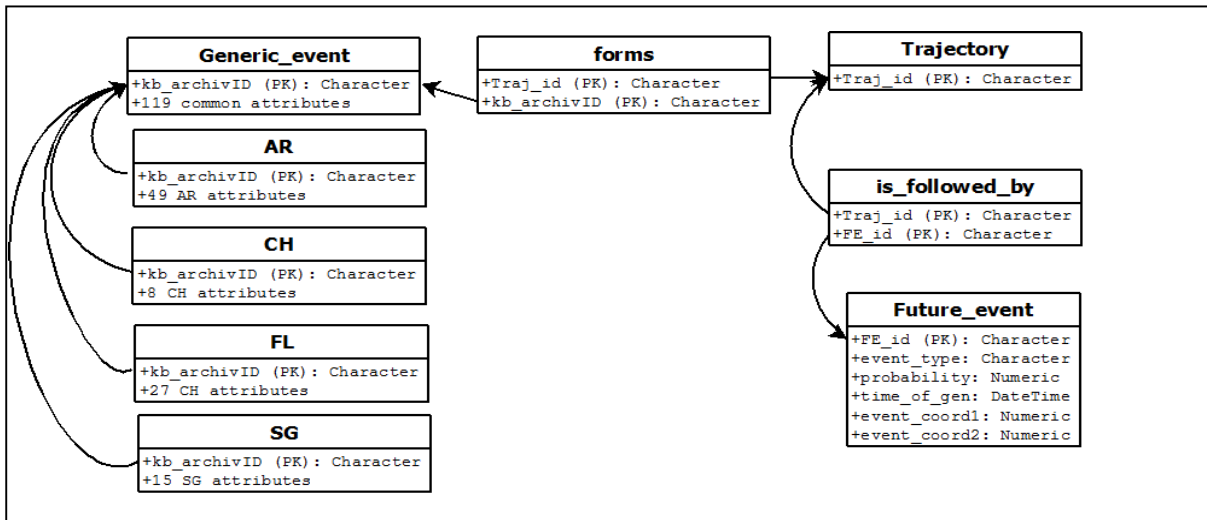 Generic_event
+kb_archivID (PK): Character
+119 common attributes
AR
+kb_archivID (PK): Character
+49 AR attributes
CH
+kb_archivID (PK): Character
+8 CH attributes
FL
+kb_archivID (PK): Character
+27 CH attributes
SG
+kb_archivID (PK): Character
+15 SG attributes
forms
+Traj_id (PK): Character
+kb_archivID (PK): Character
Trajectory
+Traj_id (PK): Character
is_followed_by
+Traj_id (PK): Character
+FE_id (PK): Character
Future_event
+FE_id (PK): Character
+event_type: Character
+probability: Numeric
+time_of_gen: DateTime
+event_coord1: Numeric
+event_coord2: Numeric